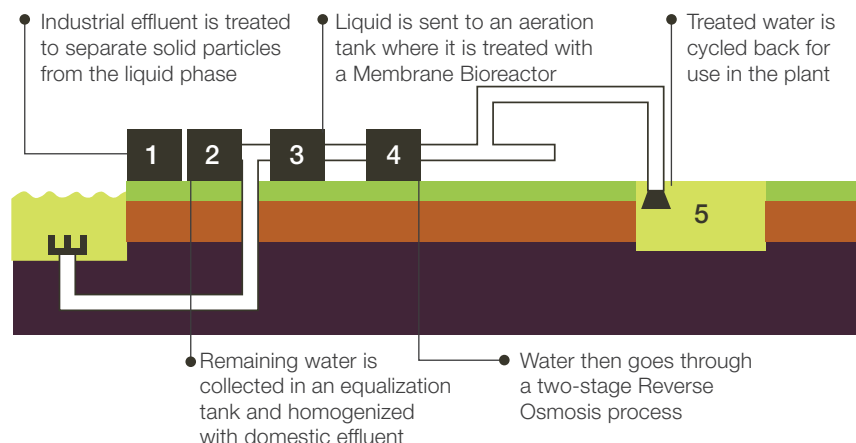 Industrial effluent is treated
to separate solid particles
from the liquid phase
Liquid is sent to an aeration
tank where it is treated with
a Membrane Bioreactor
Treated water is
cycled back for
use in the plant
1
2
3
4
5
Remaining water is
collected in an equalization
tank and homogenized
with domestic effluent
Water then goes through
a two-stage Reverse
Osmosis process